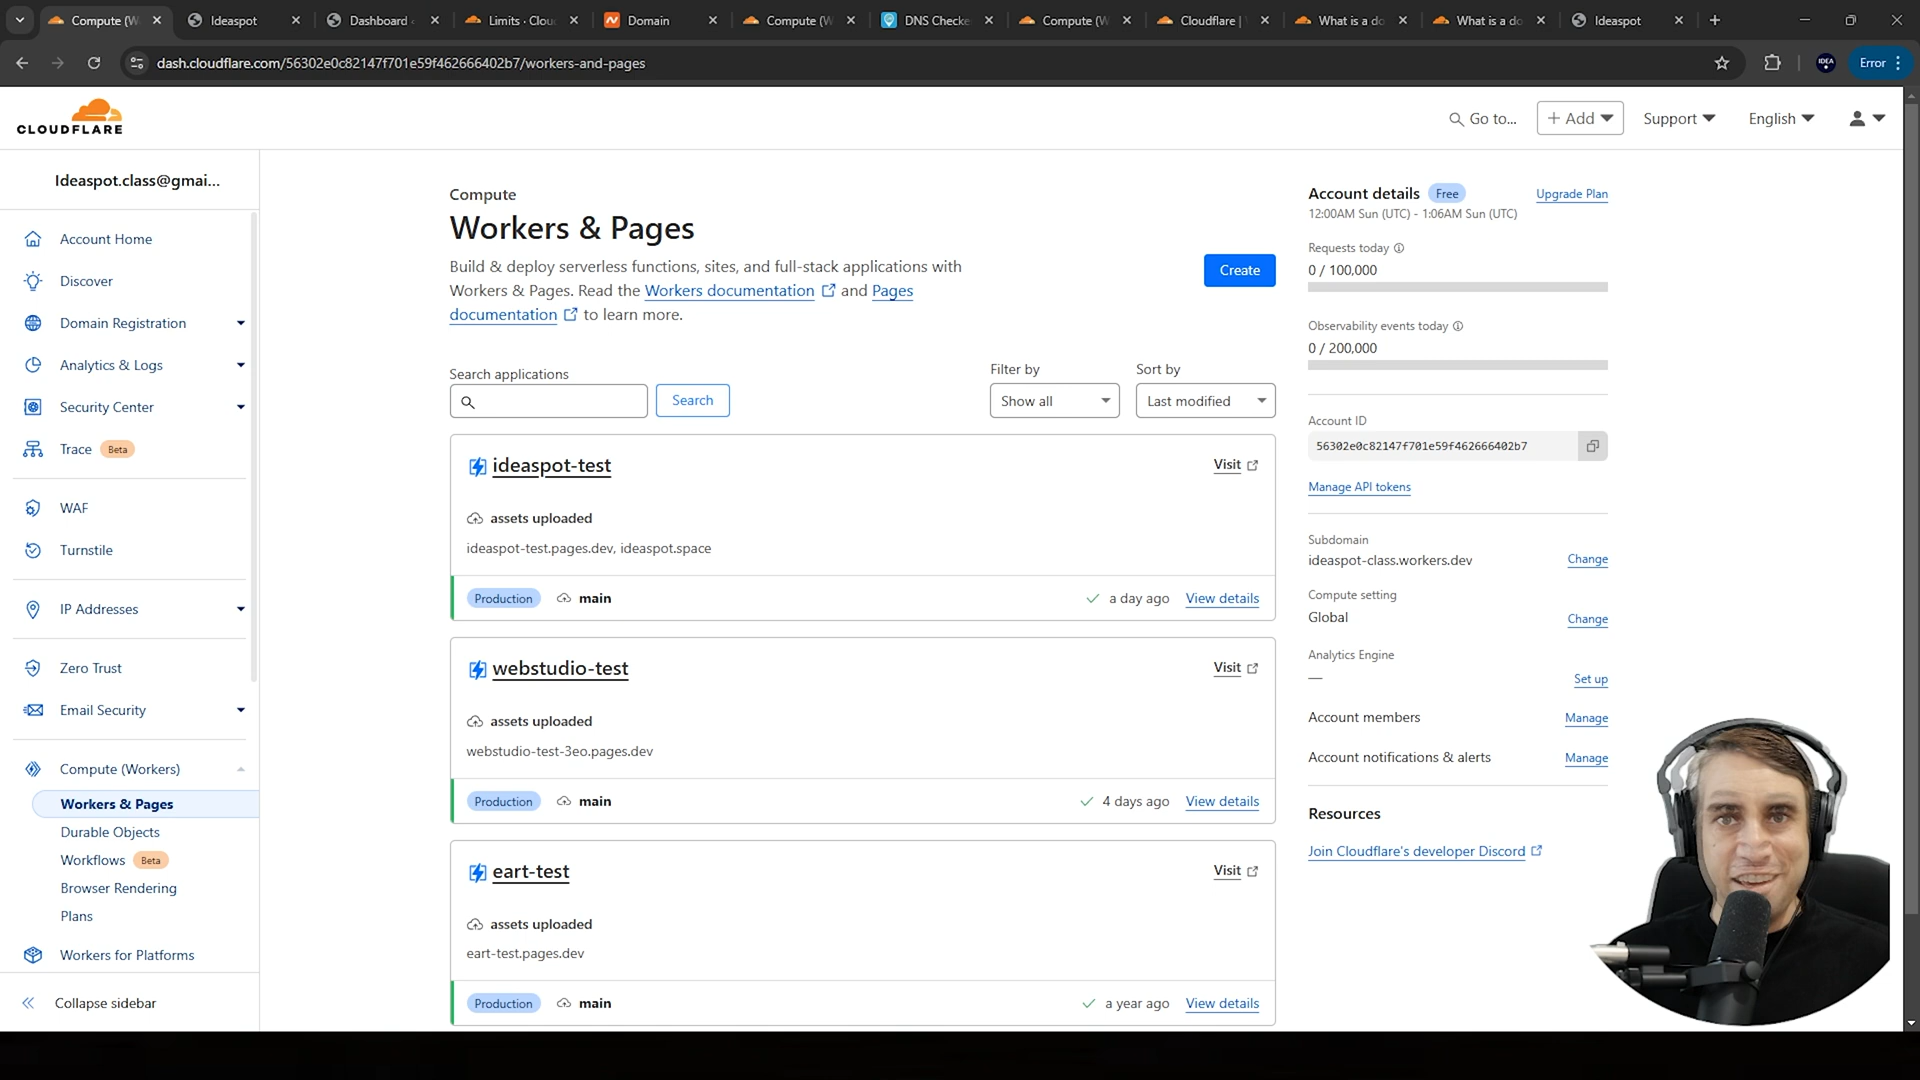 Compute (W
Ideaspot
Dashboard
Limits · Clou
Domain
Compute (W
DNS Checke
Compute (W
Cloudflare |
What is a do
What is a do
Ideaspot
dash.cloudflare.com/56302e0c82147f701e59f462666402b7/workers-and-pages
IDEA
Error
CLOUDFLARE
Go to...
Add
Support
English
Ideaspot.class@gmai...
Account Home
Discover
Domain Registration
Analytics & Logs
Security Center
Trace Beta
WAF
Turnstile
IP Addresses
Zero Trust
Email Security
Compute (Workers)
Workers & Pages
Durable Objects
Workflows Beta
Browser Rendering
Plans
Workers for Platforms
Collapse sidebar
Compute
Workers & Pages
Build & deploy serverless functions, sites, and full-stack applications with
Workers & Pages. Read the Workers documentation and Pages
documentation to learn more.
Create
Search applications
Search
Filter by
Show all
Sort by
Last modified
ideaspot-test
Visit
assets uploaded
ideaspot-test.pages.dev, ideaspot.space
Production main a day ago View details
webstudio-test
Visit
assets uploaded
webstudio-test-3eo.pages.dev
Production main 4 days ago View details
eart-test
Visit
assets uploaded
eart-test.pages.dev
Production main a year ago View details
Account details Free Upgrade Plan
12:00AM Sun (UTC) - 1:06AM Sun (UTC)
Requests today
0 / 100,000
Observability events today
0 / 200,000
Account ID
56302e0c82147f701e59f462666402b7
Manage API tokens
Subdomain
ideaspot-class.workers.dev Change
Compute setting
Global Change
Analytics Engine
— Set up
Account members Manage
Account notifications & alerts Manage
Resources
Join Cloudflare's developer Discord